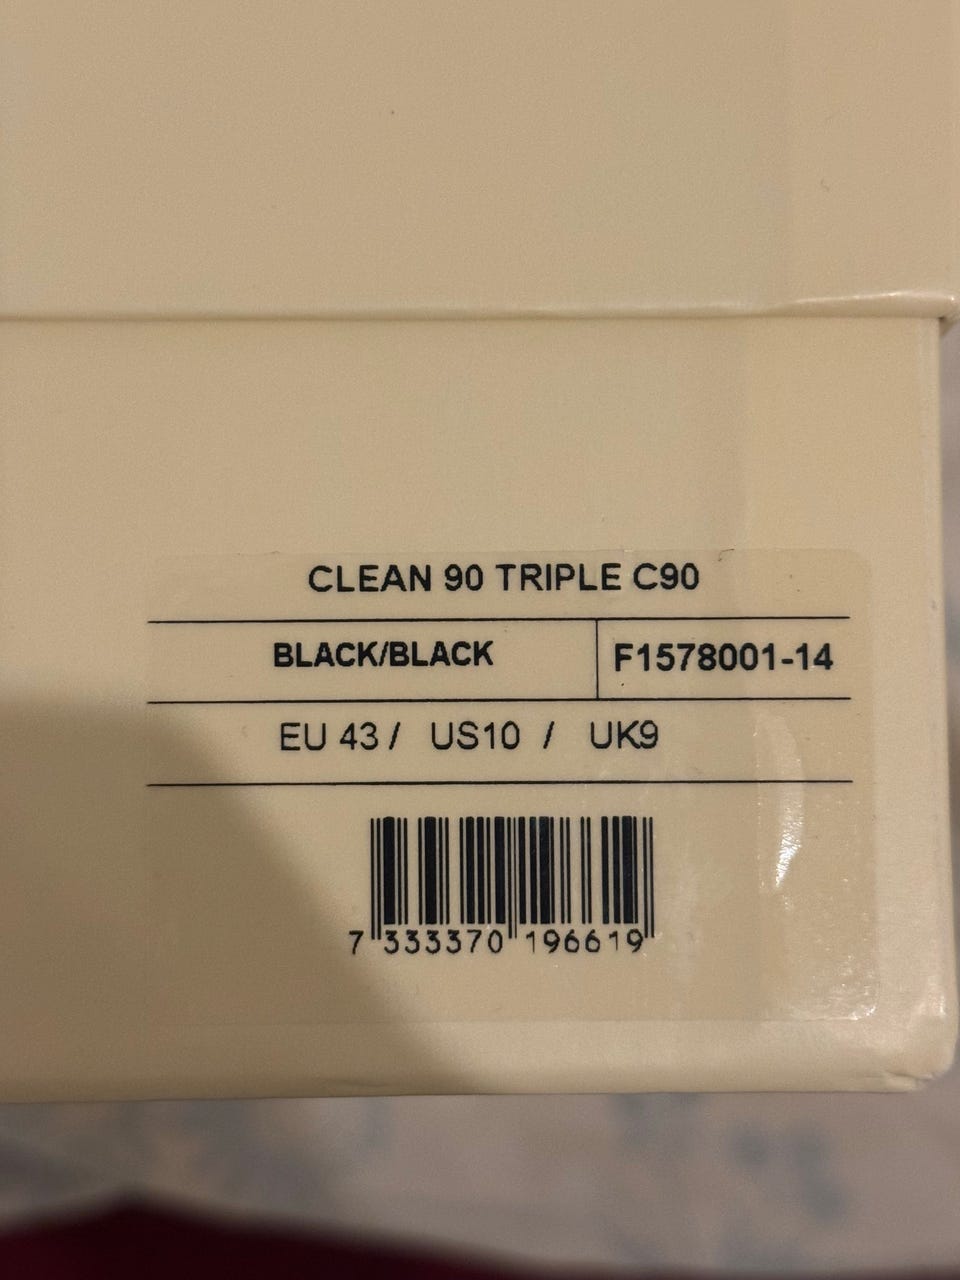 CLEAN 90 TRIPLE C90
BLACK/BLACK F1578001-14
EU 43 / US10 / UK9
7 333370 196619